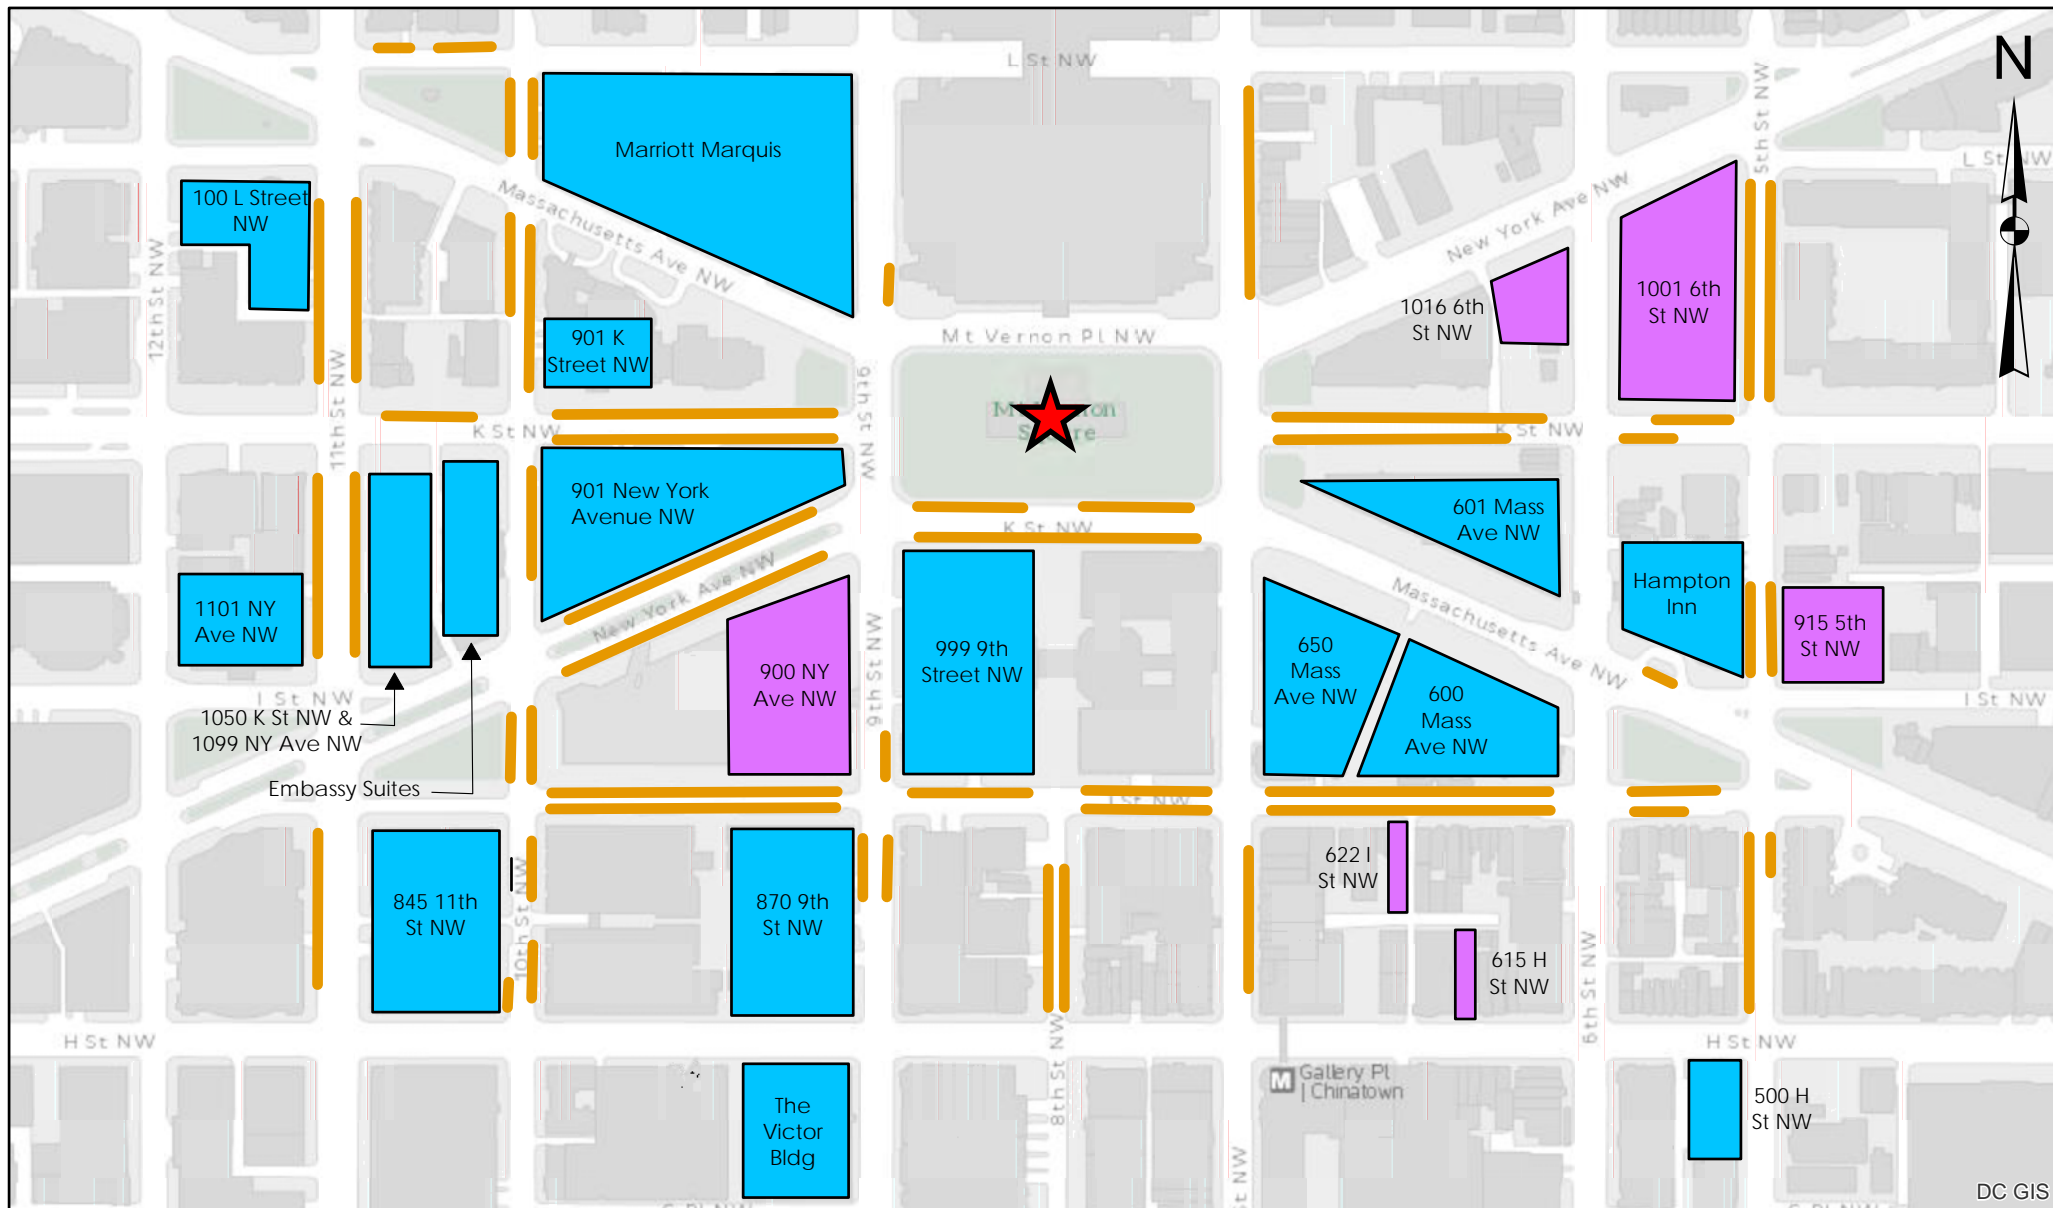 L St NW
N
5th St NW
Marriott Marquis
L St NW
100 L Street
NW
Massachusetts Ave NW
New York Ave NW
12th St NW
1016 6th
St NW
1001 6th
St NW
901 K
Street NW
Mt Vernon Pl NW
11th St NW
9th St NW
K St NW
K St NW
901 New York
Avenue NW
K St NW
601 Mass
Ave NW
New York Ave NW
Massachusetts Ave NW
Hampton
Inn
1101 NY
Ave NW
915 5th
St NW
999 9th
Street NW
650
Mass
Ave NW
900 NY
Ave NW
9th St NW
600
Mass
Ave NW
I St NW
I St NW
1050 K St NW &
1099 NY Ave NW
Embassy Suites
I St NW
622 I
St NW
845 11th
St NW
10th St NW
870 9th
St NW
615 H
St NW
6th St NW
H St NW
8th St NW
H St NW
M
Gallery Pl
| Chinatown
The
Victor
Bldg
500 H
St NW
St NW
DC GIS